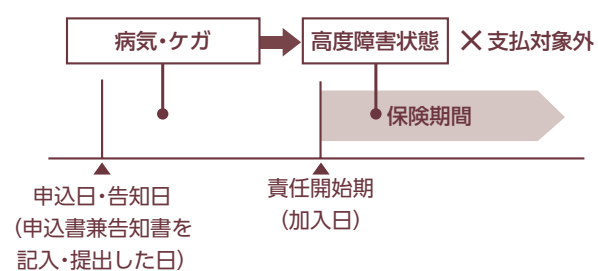 病気・ケガ
高度障害状態
×支払対象外
保険期間
申込日・告知日
（申込書兼告知書を
記入・提出した日）
責任開始期
（加入日）